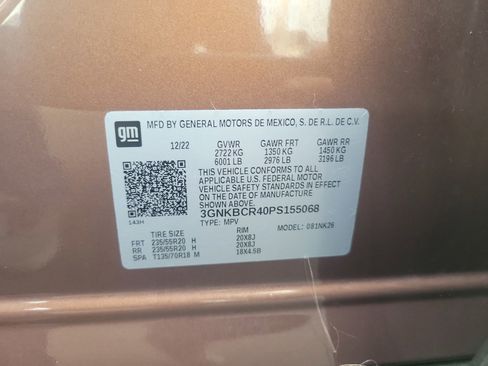 gm MFD BY GENERAL MOTORS DE MEXICO, S. DE R.L. DE C.V.
12/22 GVWR GAWR FRT GAWR RR
2722 KG 1350 KG 1450 KG
6001 LB 2976 LB 3196 LB
THIS VEHICLE CONFORMS TO ALL
APPLICABLE U.S. FEDERAL MOTOR
VEHICLE SAFETY STANDARDS IN EFFECT
ON THE DATE OF MANUFACTURE
SHOWN ABOVE.
3GNKBCR40PS155068
143H TYPE: MPV MODEL: 081NK26
TIRE SIZE RIM
FRT 235/55R20 H 20X8J
RR 235/55R20 H 20X8J
SPA T135/70R18 M 18X4.5B